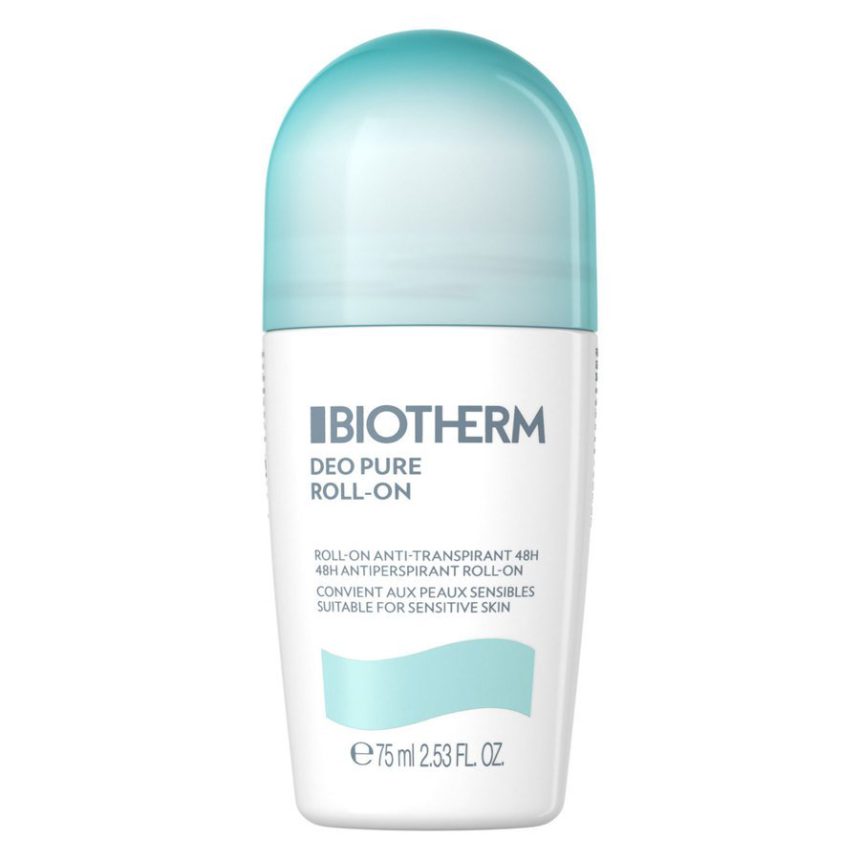 BIOTHERM
DEO PURE
ROLL-ON
ROLL-ON ANTI-TRANSPIRANT 48H
48H ANTIPERSPIRANT ROLL-ON
CONVIENT AUX PEAUX SENSIBLES
SUITABLE FOR SENSITIVE SKIN
℮ 75 ml 2.53 FL. OZ.